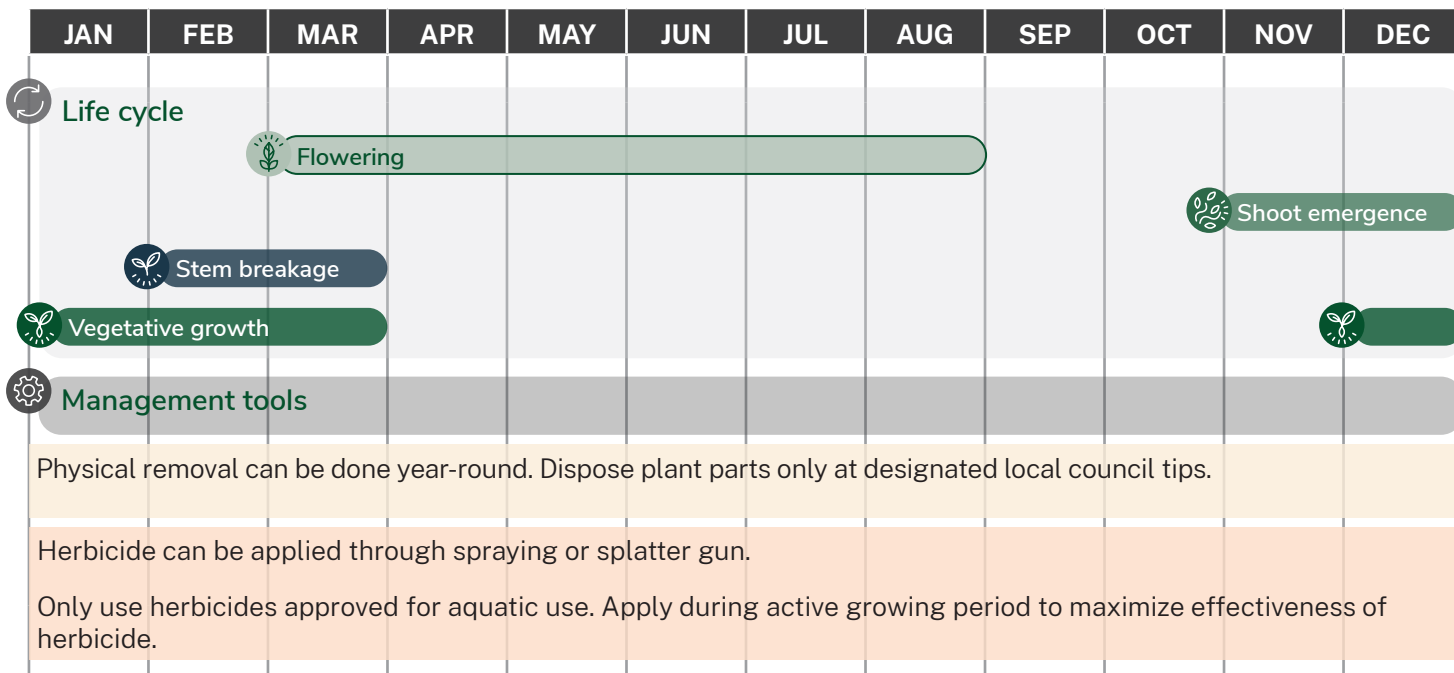 JAN FEB MAR APR MAY JUN JUL AUG SEP OCT NOV DEC
Life cycle
Flowering
Shoot emergence
Stem breakage
Vegetative growth
Management tools
Physical removal can be done year-round. Dispose plant parts only at designated local council tips.
Herbicide can be applied through spraying or splatter gun.
Only use herbicides approved for aquatic use. Apply during active growing period to maximize effectiveness of
herbicide.